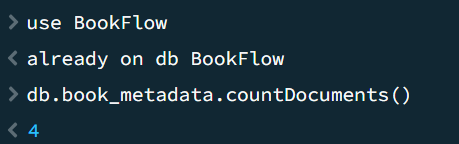 > use BookFlow
< already on db BookFlow
> db.book_metadata.countDocuments()
< 4